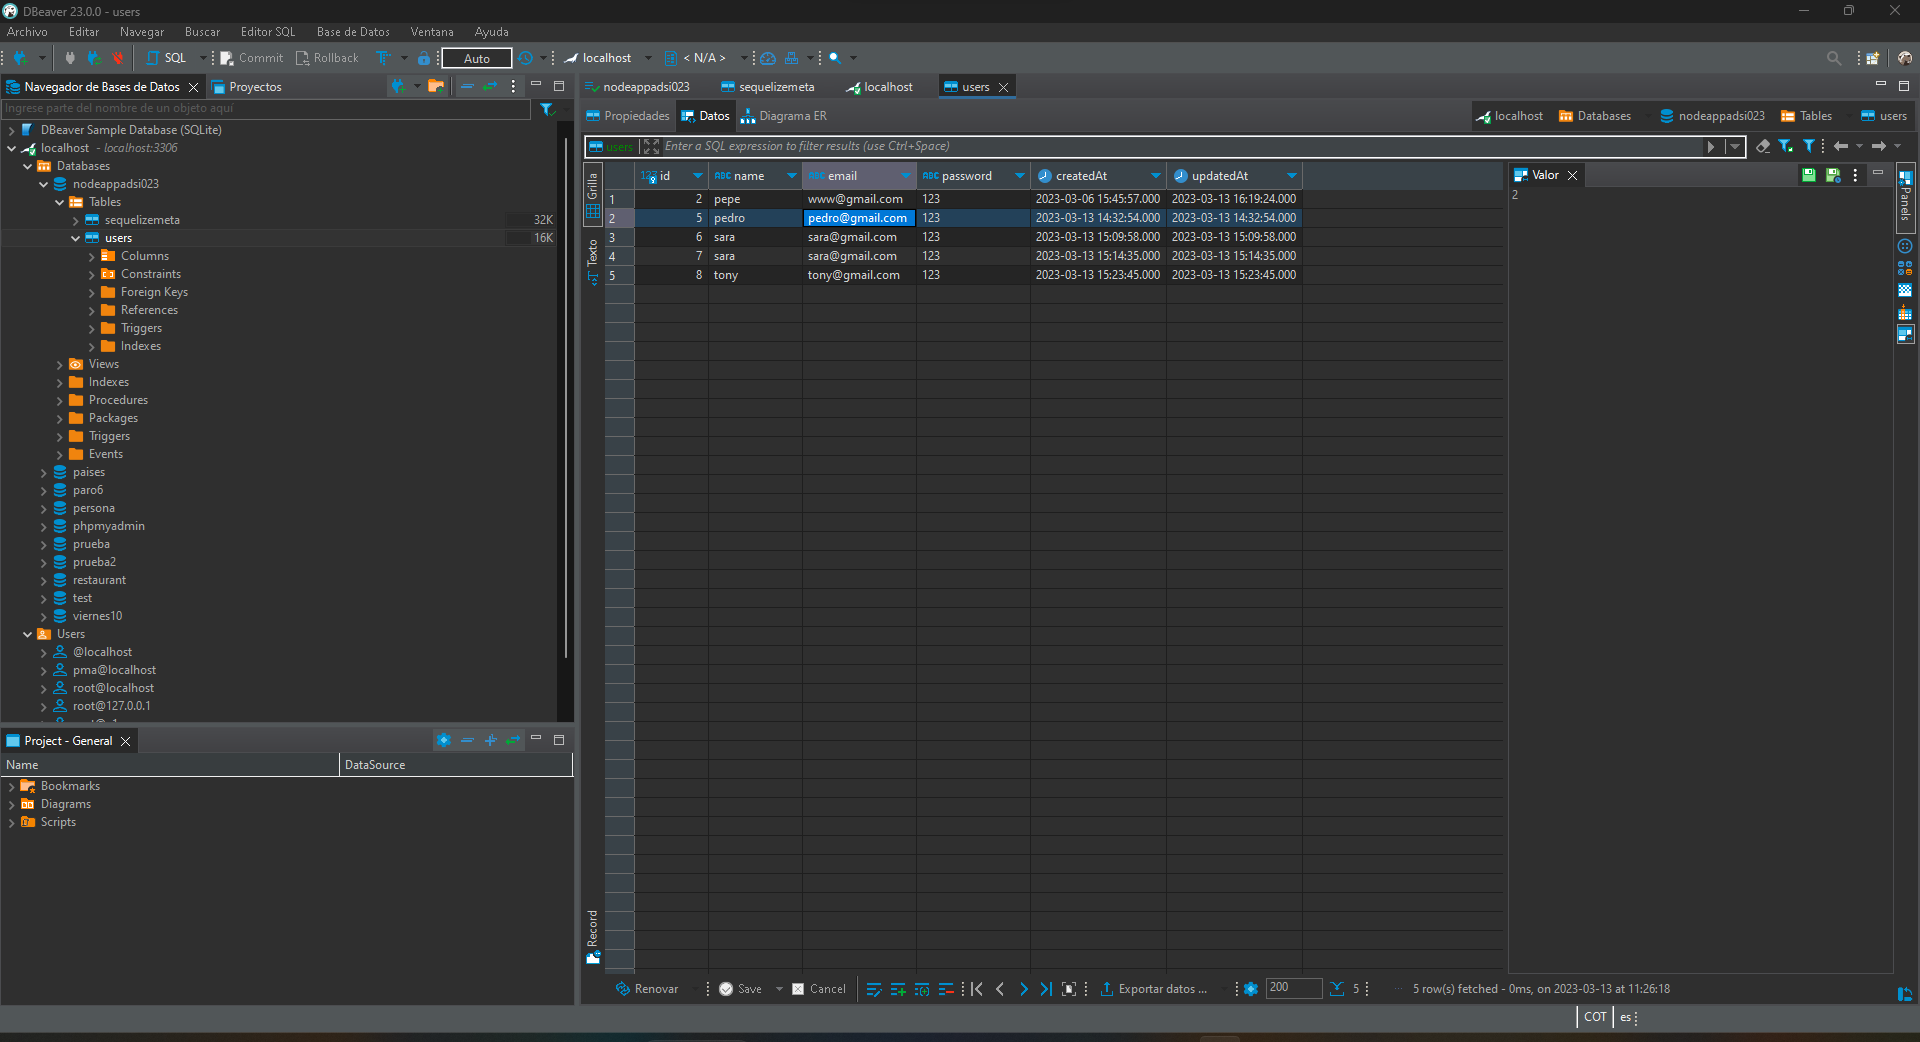 DBeaver 23.0.0 - users
Archivo Editar Navegar Buscar Editor SQL Base de Datos Ventana Ayuda
SQL Commit Rollback Auto localhost < N/A >
Navegador de Bases de Datos Proyectos
Ingrese parte del nombre de un objeto aquí
DBeaver Sample Database (SQLite)
localhost - localhost:3306
Databases
nodeappadsi023
Tables
sequelizemeta 32K
users 16K
Columns
Constraints
Foreign Keys
References
Triggers
Indexes
Views
Indexes
Procedures
Packages
Triggers
Events
paises
paro6
persona
phpmyadmin
prueba
prueba2
restaurant
test
viernes10
Users
@localhost
pma@localhost
root@localhost
root@127.0.0.1
Project - General
Name DataSource
Bookmarks
Diagrams
Scripts
nodeappadsi023 sequelizemeta localhost users
Propiedades Datos Diagrama ER localhost Databases nodeappadsi023 Tables users
users Enter a SQL expression to filter results (use Ctrl+Space)
Grilla
Texto
Record
123 id ABC name ABC email ABC password createdAt updatedAt
1 2 pepe www@gmail.com 123 2023-03-06 15:45:57.000 2023-03-13 16:19:24.000
2 5 pedro pedro@gmail.com 123 2023-03-13 14:32:54.000 2023-03-13 14:32:54.000
3 6 sara sara@gmail.com 123 2023-03-13 15:09:58.000 2023-03-13 15:09:58.000
4 7 sara sara@gmail.com 123 2023-03-13 15:14:35.000 2023-03-13 15:14:35.000
5 8 tony tony@gmail.com 123 2023-03-13 15:23:45.000 2023-03-13 15:23:45.000
Valor
2
Panels
Renovar Save Cancel Exportar datos ... 200 5 5 row(s) fetched - 0ms, on 2023-03-13 at 11:26:18
COT es